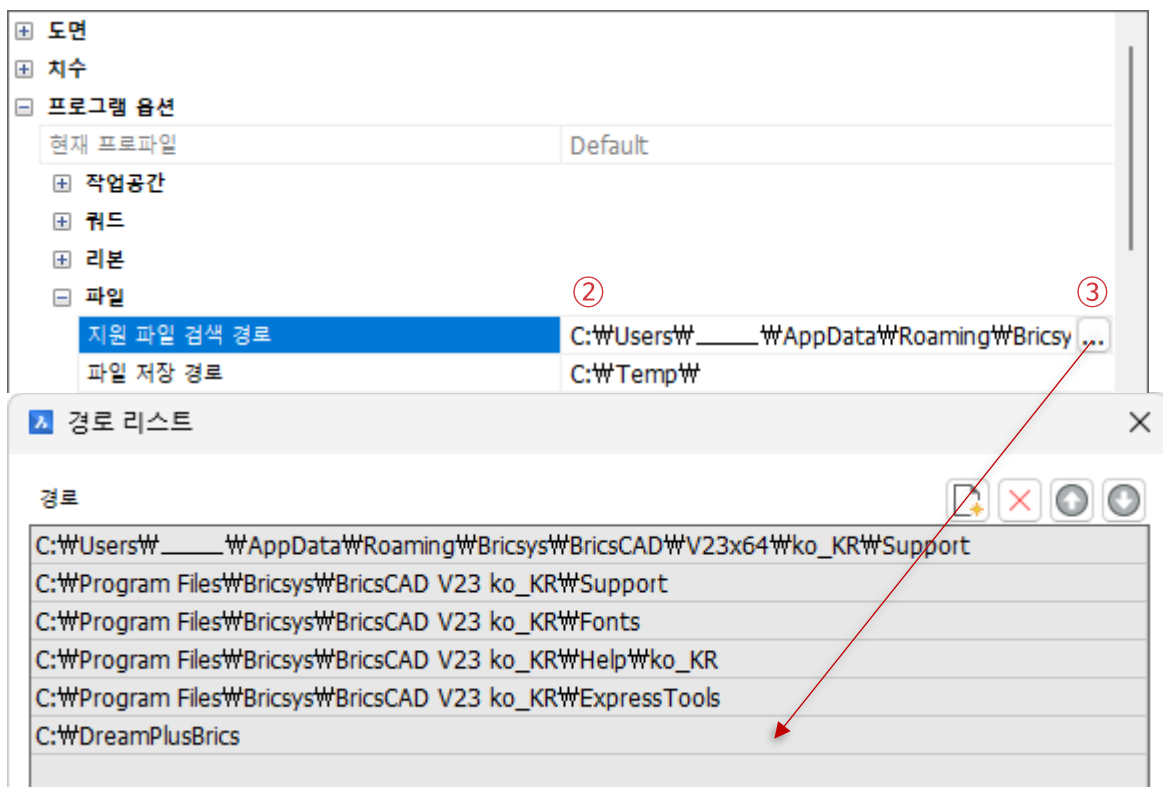 도면
치수
프로그램 옵션
현재 프로파일 Default
작업공간
쿼드
리본
파일 ② ③
지원 파일 검색 경로 C:₩Users₩______₩AppData₩Roaming₩Bricsy ...
파일 저장 경로 C:₩Temp₩
경로 리스트
경로
C:₩Users₩______₩AppData₩Roaming₩Bricsys₩BricsCAD₩V23x64₩ko_KR₩Support
C:₩Program Files₩Bricsys₩BricsCAD V23 ko_KR₩Support
C:₩Program Files₩Bricsys₩BricsCAD V23 ko_KR₩Fonts
C:₩Program Files₩Bricsys₩BricsCAD V23 ko_KR₩Help₩ko_KR
C:₩Program Files₩Bricsys₩BricsCAD V23 ko_KR₩ExpressTools
C:₩DreamPlusBrics